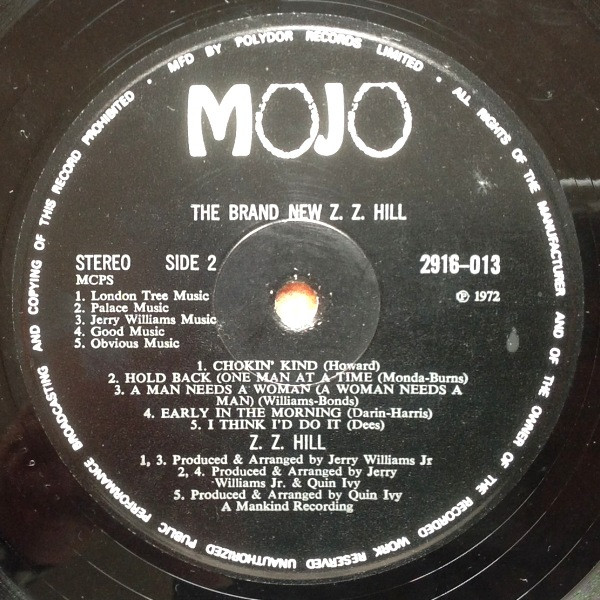 • MFD BY POLYDOR RECORDS LIMITED • ALL RIGHTS OF THE MANUFACTURER AND OF THE OWNER OF THE RECORDED WORK RESERVED UNAUTHORIZED PUBLIC PERFORMANCE BROADCASTING AND COPYING OF THIS RECORD PROHIBITED
MOJO
THE BRAND NEW Z. Z. HILL
STEREO SIDE 2 2916-013
MCPS
℗ 1972
1. London Tree Music
2. Palace Music
3. Jerry Williams Music
4. Good Music
5. Obvious Music
1. CHOKIN' KIND (Howard)
2. HOLD BACK (ONE MAN AT A TIME (Monda-Burns)
3. A MAN NEEDS A WOMAN (A WOMAN NEEDS A
MAN) (Williams-Bonds)
4. EARLY IN THE MORNING (Darin-Harris)
5. I THINK I'D DO IT (Dees)
Z. Z. HILL
1, 3. Produced & Arranged by Jerry Williams Jr
2, 4. Produced & Arranged by Jerry
Williams Jr. & Quin Ivy
5. Produced & Arranged by Quin Ivy
A Mankind Recording